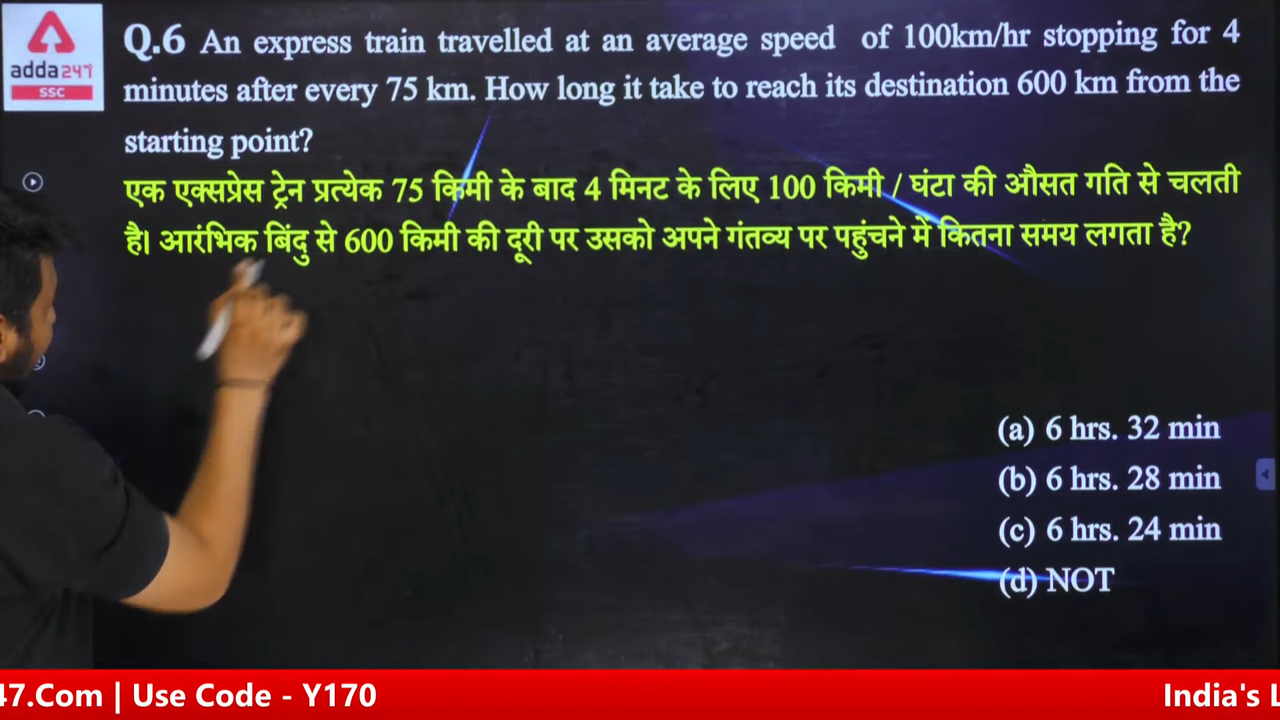 adda247
SSC
Q.6 An express train travelled at an average speed of 100km/hr stopping for 4
minutes after every 75 km. How long it take to reach its destination 600 km from the
starting point?
एक एक्सप्रेस ट्रेन प्रत्येक 75 किमी के बाद 4 मिनट के लिए 100 किमी / घंटा की औसत गति से चलती
है। आरंभिक बिंदु से 600 किमी की दूरी पर उसको अपने गंतव्य पर पहुंचने में कितना समय लगता है?
(a) 6 hrs. 32 min
(b) 6 hrs. 28 min
(c) 6 hrs. 24 min
(d) NOT
47.Com | Use Code - Y170
India's L